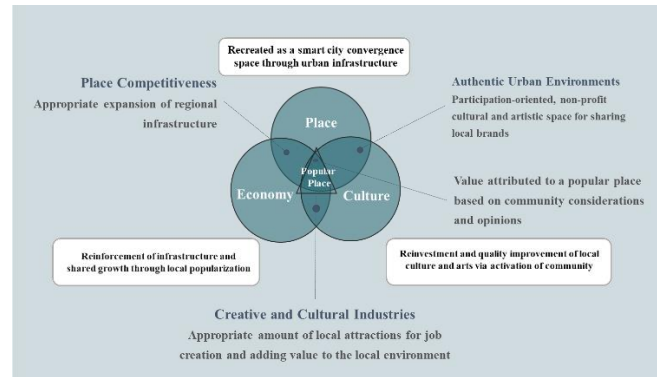 Recreated as a smart city convergence
space through urban infrastructure
Place Competitiveness
Appropriate expansion of regional
infrastructure
Authentic Urban Environments
Participation-oriented, non-profit
cultural and artistic space for sharing
local brands
Place
Popular
Place
Economy
Culture
Value attributed to a popular place
based on community considerations
and opinions
Reinforcement of infrastructure and
shared growth through local popularization
Reinvestment and quality improvement of local
culture and arts via activation of community
Creative and Cultural Industries
Appropriate amount of local attractions for job
creation and adding value to the local environment